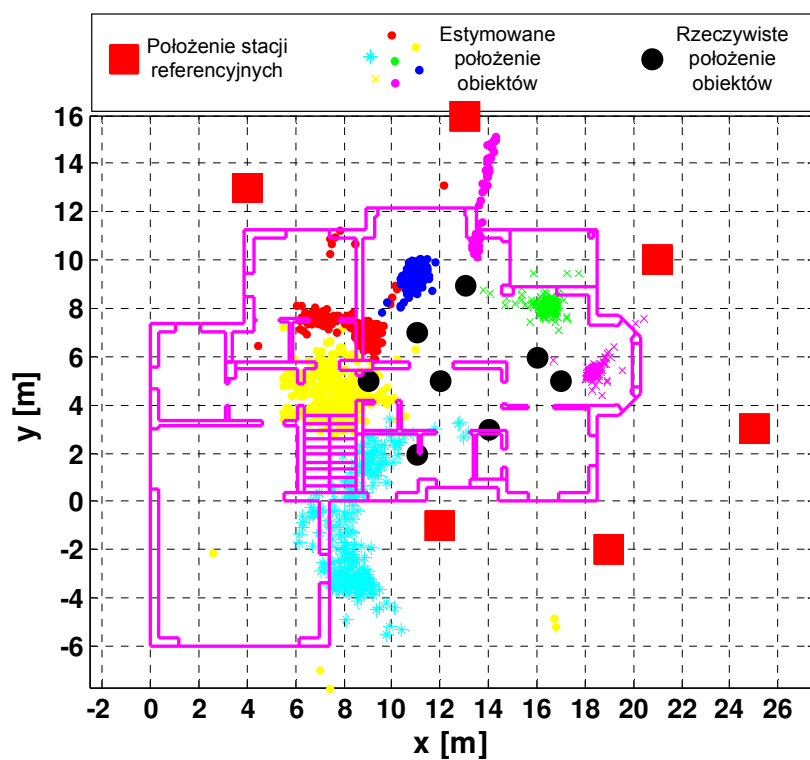 Położenie stacji
referencyjnych
Estymowane
położenie
obiektów
Rzeczywiste
położenie
obiektów
16
14
12
10
8
6
4
2
0
-2
-4
-6
y [m]
-2 0 2 4 6 8 10 12 14 16 18 20 22 24 26
x [m]